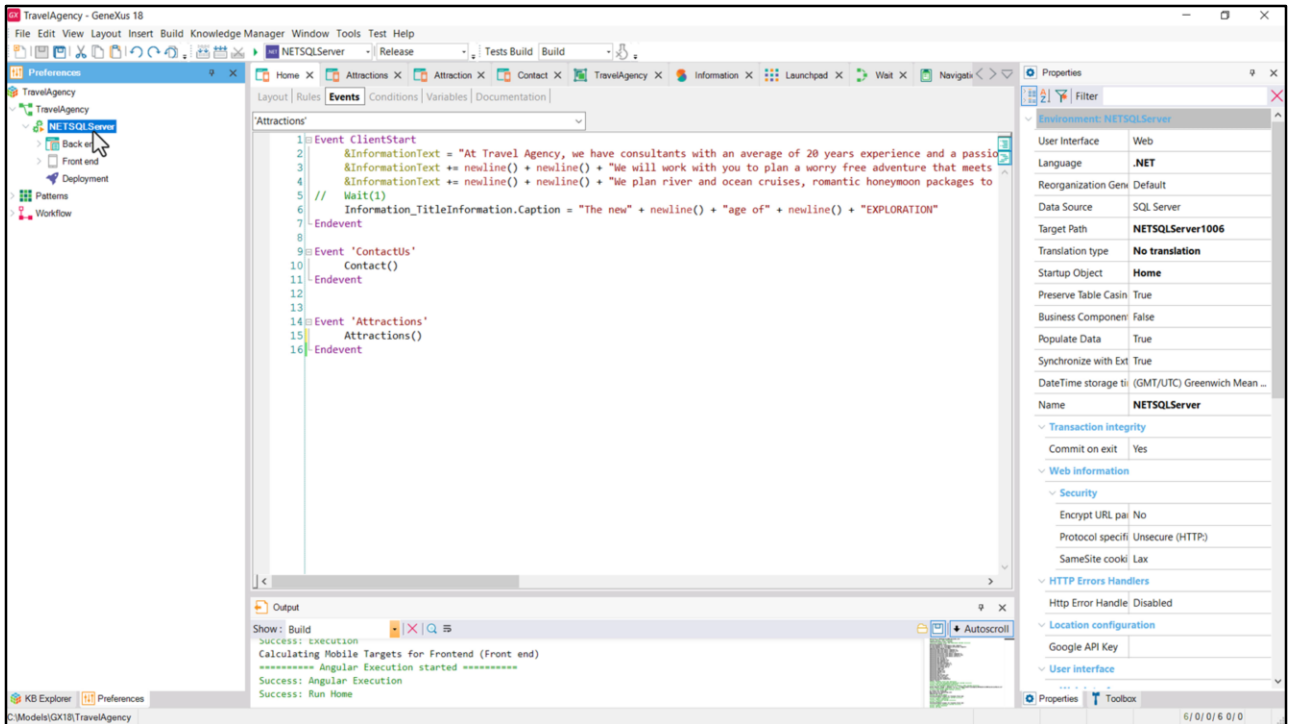 TravelAgency - GeneXus 18
File Edit View Layout Insert Build Knowledge Manager Window Tools Test Help
NETSQLServer Release Tests Build Build
Preferences
TravelAgency
TravelAgency
NETSQLServer
Back en
Front end
Deployment
Patterns
Workflow
KB Explorer Preferences
Home Attractions Attraction Contact TravelAgency Information Launchpad Wait Navigati
Layout Rules Events Conditions Variables Documentation
'Attractions'
1 Event ClientStart
2 &InformationText = "At Travel Agency, we have consultants with an average of 20 years experience and a passio
3 &InformationText += newline() + newline() + "We will work with you to plan a worry free adventure that meets
4 &InformationText += newline() + newline() + "We plan river and ocean cruises, romantic honeymoon packages to
5 // Wait(1)
6 Information_TitleInformation.Caption = "The new" + newline() + "age of" + newline() + "EXPLORATION"
7 Endevent
8
9 Event 'ContactUs'
10 Contact()
11 Endevent
12
13
14 Event 'Attractions'
15 Attractions()
16 Endevent
Output
Show: Build Autoscroll
Success: Execution
Calculating Mobile Targets for Frontend (Front end)
========== Angular Execution started ==========
Success: Angular Execution
Success: Run Home
Properties
Filter
Environment: NETSQLServer
User Interface Web
Language .NET
Reorganization Gene Default
Data Source SQL Server
Target Path NETSQLServer1006
Translation type No translation
Startup Object Home
Preserve Table Casin True
Business Component False
Populate Data True
Synchronize with Ext True
DateTime storage ti (GMT/UTC) Greenwich Mean ...
Name NETSQLServer
Transaction integrity
Commit on exit Yes
Web information
Security
Encrypt URL par No
Protocol specifi Unsecure (HTTP:)
SameSite cooki Lax
HTTP Errors Handlers
Http Error Handle Disabled
Location configuration
Google API Key
User interface
Properties Toolbox
C:\Models\GX18\TravelAgency
6/ 0/ 0/ 6 0/ 0